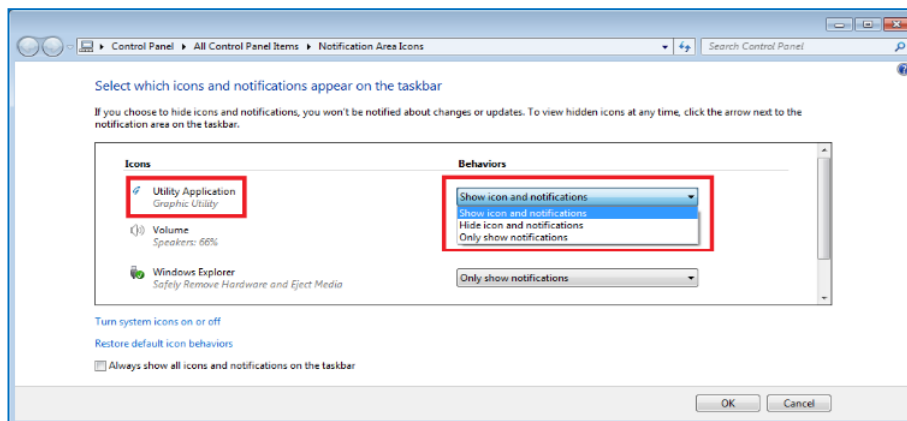 Control Panel ▸ All Control Panel Items ▸ Notification Area Icons
Search Control Panel
Select which icons and notifications appear on the taskbar
If you choose to hide icons and notifications, you won't be notified about changes or updates. To view hidden icons at any time, click the arrow next to the
notification area on the taskbar.
Icons
Behaviors
Utility Application
Graphic Utility
Show icon and notifications
Show icon and notifications
Hide icon and notifications
Only show notifications
Volume
Speakers: 66%
Windows Explorer
Safely Remove Hardware and Eject Media
Only show notifications
Turn system icons on or off
Restore default icon behaviors
Always show all icons and notifications on the taskbar
OK
Cancel